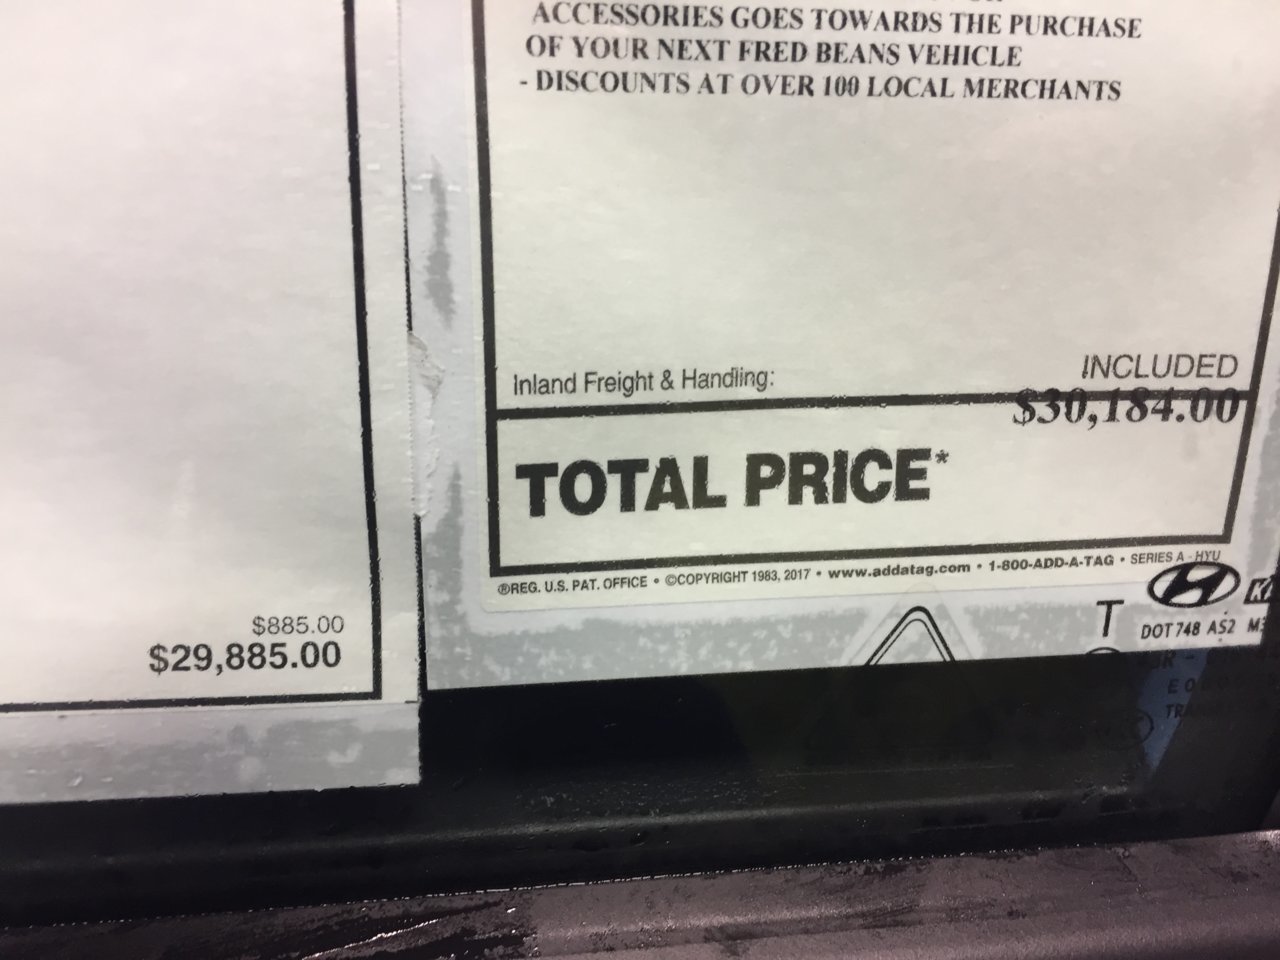 ACCESSORIES GOES TOWARDS THE PURCHASE
OF YOUR NEXT FRED BEANS VEHICLE
- DISCOUNTS AT OVER 100 LOCAL MERCHANTS
Inland Freight & Handling:
INCLUDED
$30,184.00
TOTAL PRICE*
®REG. U.S. PAT. OFFICE • ©COPYRIGHT 1983, 2017 • www.addatag.com • 1-800-ADD-A-TAG • SERIES A - HYU
$885.00
$29,885.00
T
DOT 748 AS2